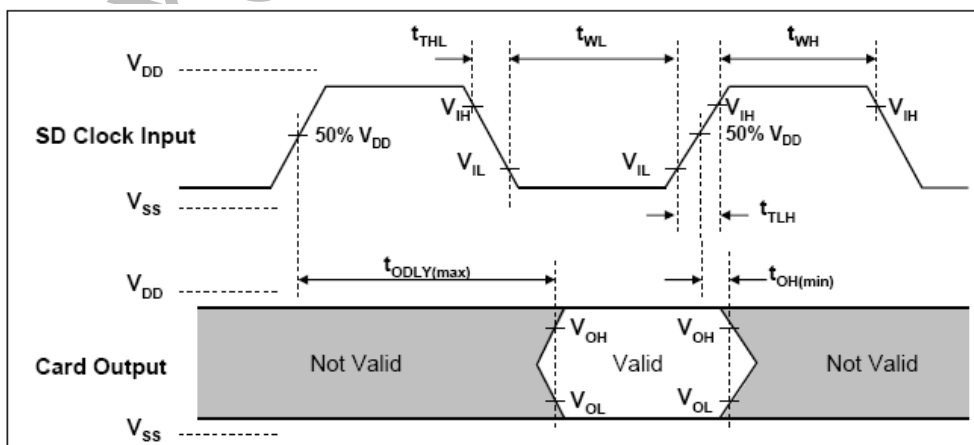 tTHL
tWL
tWH
VDD
VIH
VIH
VIH
SD Clock Input
50% VDD
50% VDD
VIL
VIL
VSS
tTLH
tODLY(max)
tOH(min)
VDD
VOH
VOH
Card Output
Not Valid
Valid
Not Valid
VOL
VOL
VSS